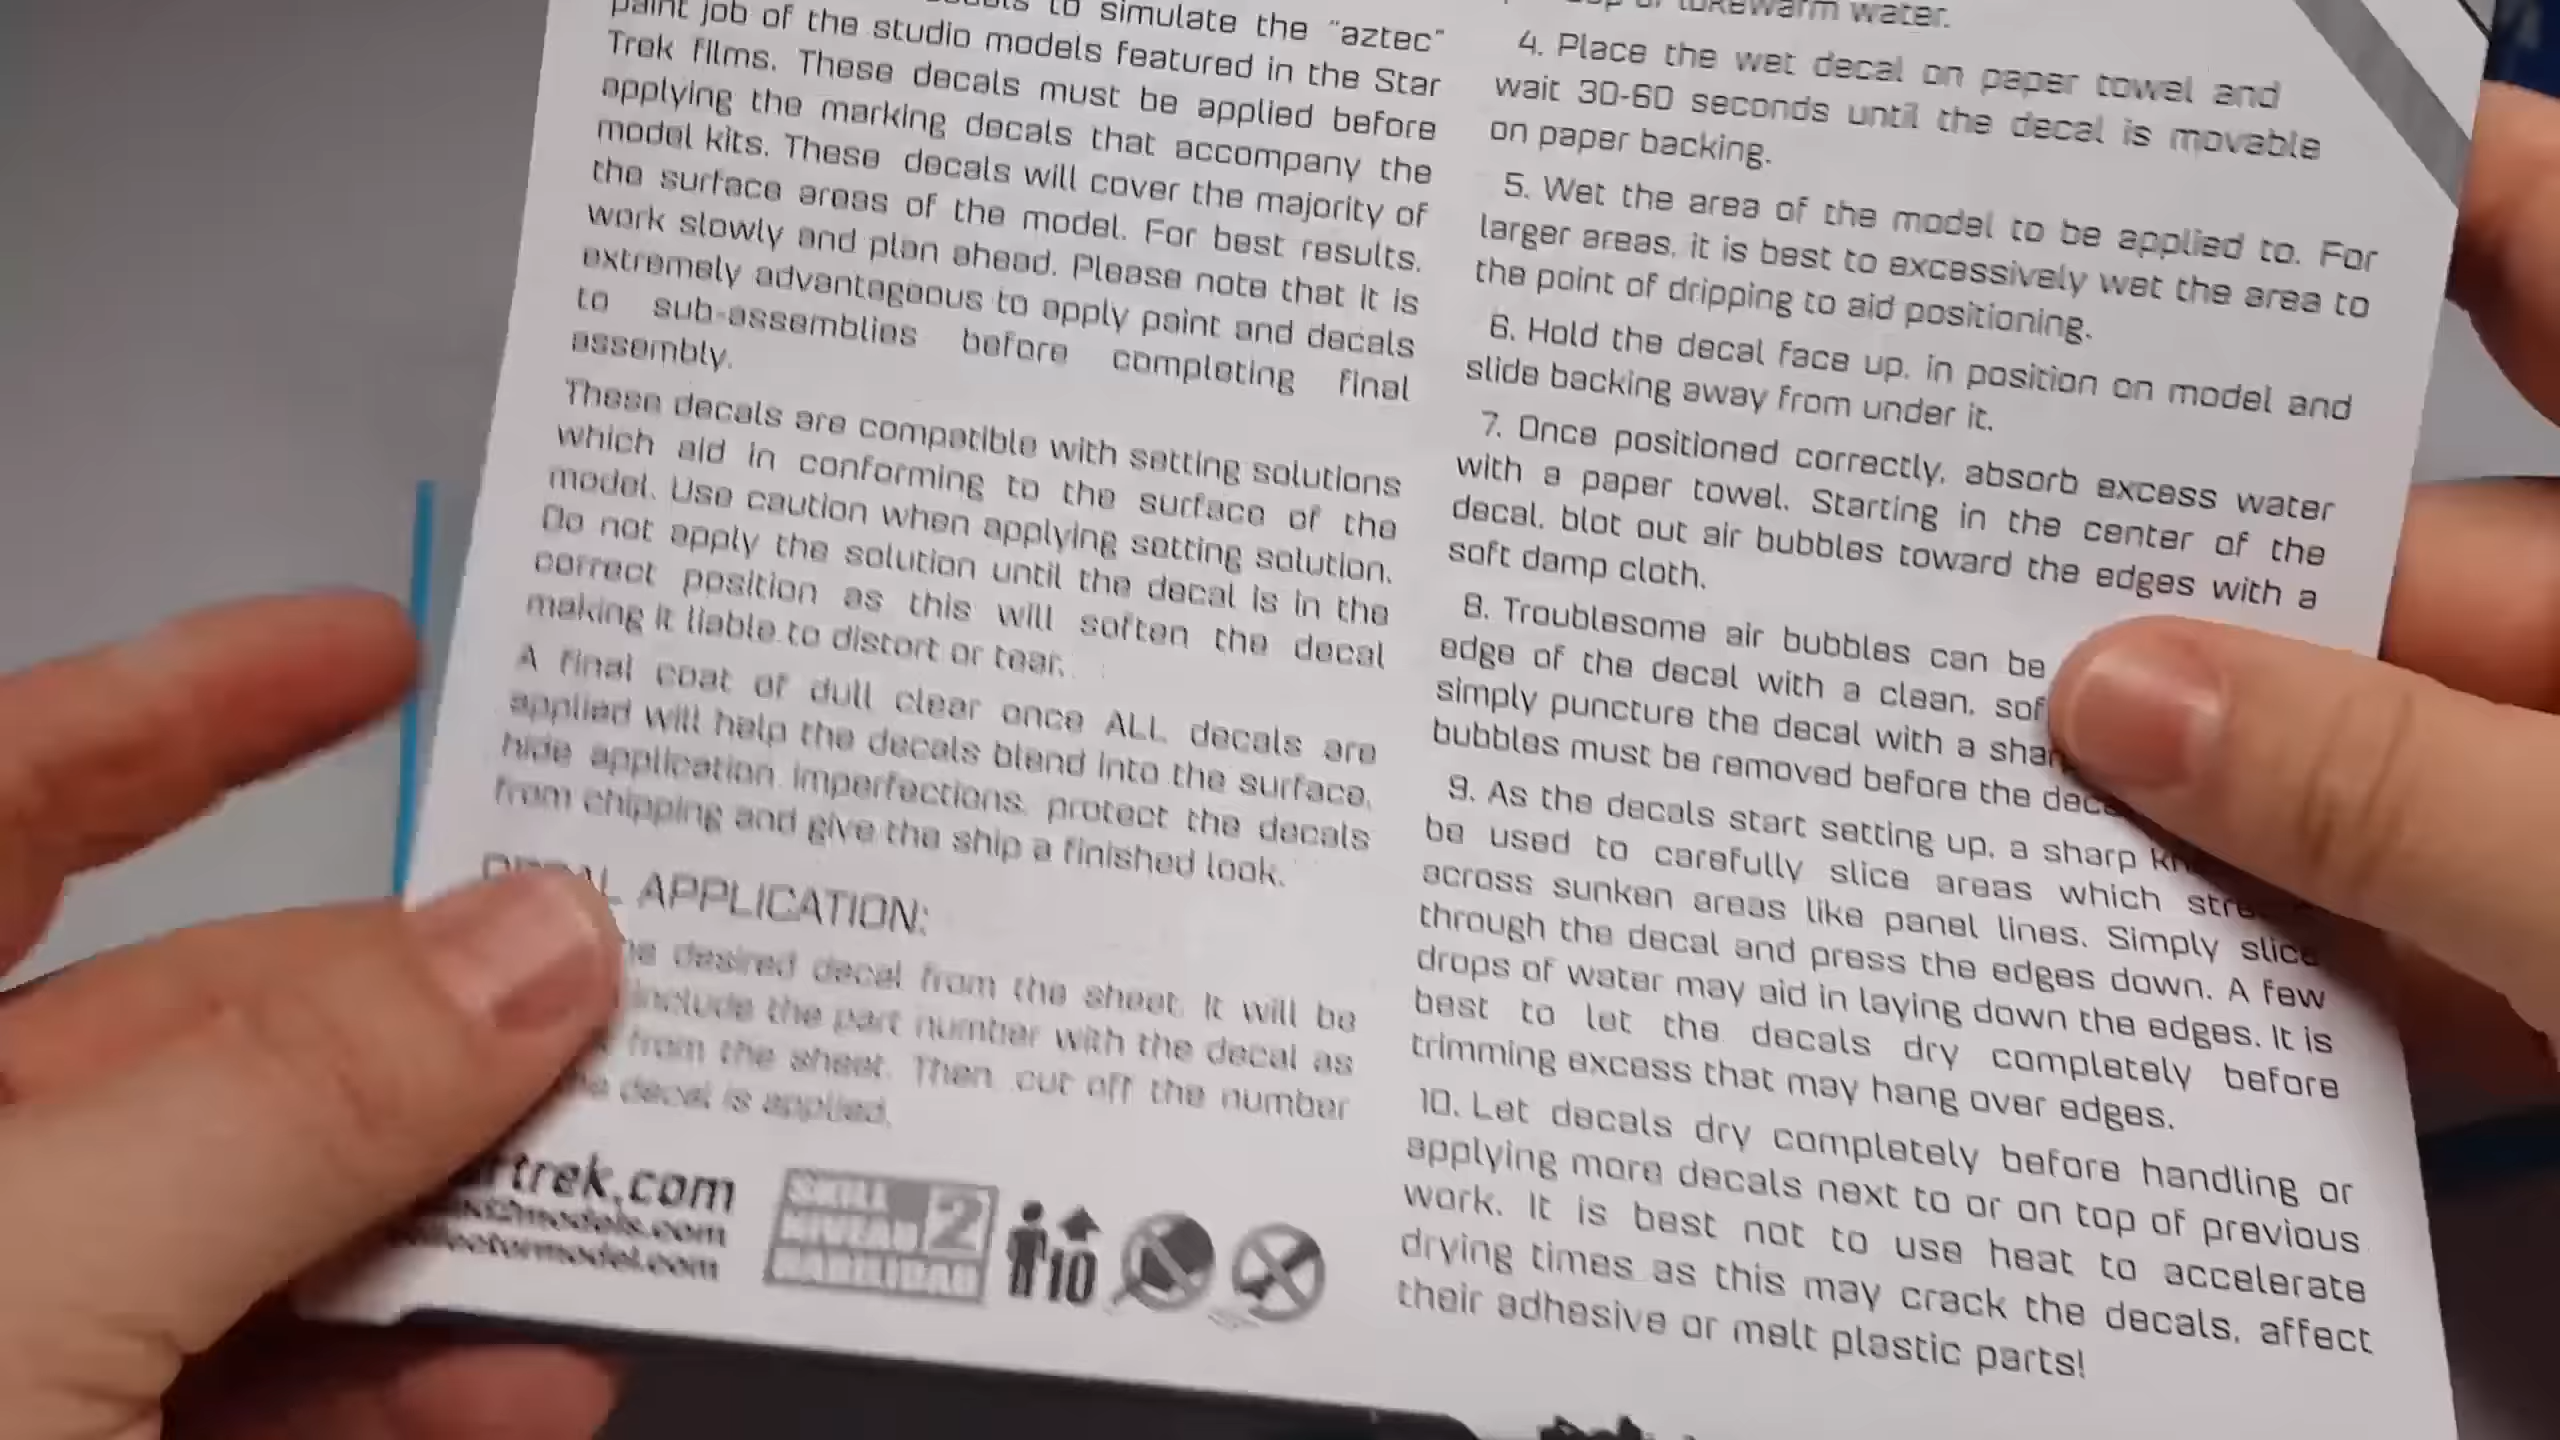 to simulate the "aztec"
paint job of the studio models featured in the Star
Trek films. These decals must be applied before
applying the marking decals that accompany the
model kits. These decals will cover the majority of
the surface areas of the model. For best results,
work slowly and plan ahead. Please note that it is
extremely advantageous to apply paint and decals
to sub-assemblies before completing final
assembly.
These decals are compatible with setting solutions
which aid in conforming to the surface of the
model. Use caution when applying setting solution.
Do not apply the solution until the decal is in the
correct position as this will soften the decal
making it liable to distort or tear.
A final coat of dull clear once ALL decals are
applied will help the decals blend into the surface,
hide application imperfections, protect the decals
from chipping and give the ship a finished look.
APPLICATION:
desired decal from the sheet. It will be
include the part number with the decal as
from the sheet. Then cut off the number
decal is applied.
trek.com
SKILL
NIVEAU 2
HABILIDAD
10
lukewarm water.
4. Place the wet decal on paper towel and
wait 30-60 seconds until the decal is movable
on paper backing.
5. Wet the area of the model to be applied to. For
larger areas, it is best to excessively wet the area to
the point of dripping to aid positioning.
6. Hold the decal face up, in position on model and
slide backing away from under it.
7. Once positioned correctly, absorb excess water
with a paper towel. Starting in the center of the
decal, blot out air bubbles toward the edges with a
soft damp cloth.
8. Troublesome air bubbles can be
edge of the decal with a clean, sof
simply puncture the decal with a shar
bubbles must be removed before the dec
9. As the decals start setting up, a sharp kn
be used to carefully slice areas which stre
across sunken areas like panel lines. Simply slice
through the decal and press the edges down. A few
drops of water may aid in laying down the edges. It is
best to let the decals dry completely before
trimming excess that may hang over edges.
10. Let decals dry completely before handling or
applying more decals next to or on top of previous
work. It is best not to use heat to accelerate
drying times as this may crack the decals, affect
their adhesive or melt plastic parts!